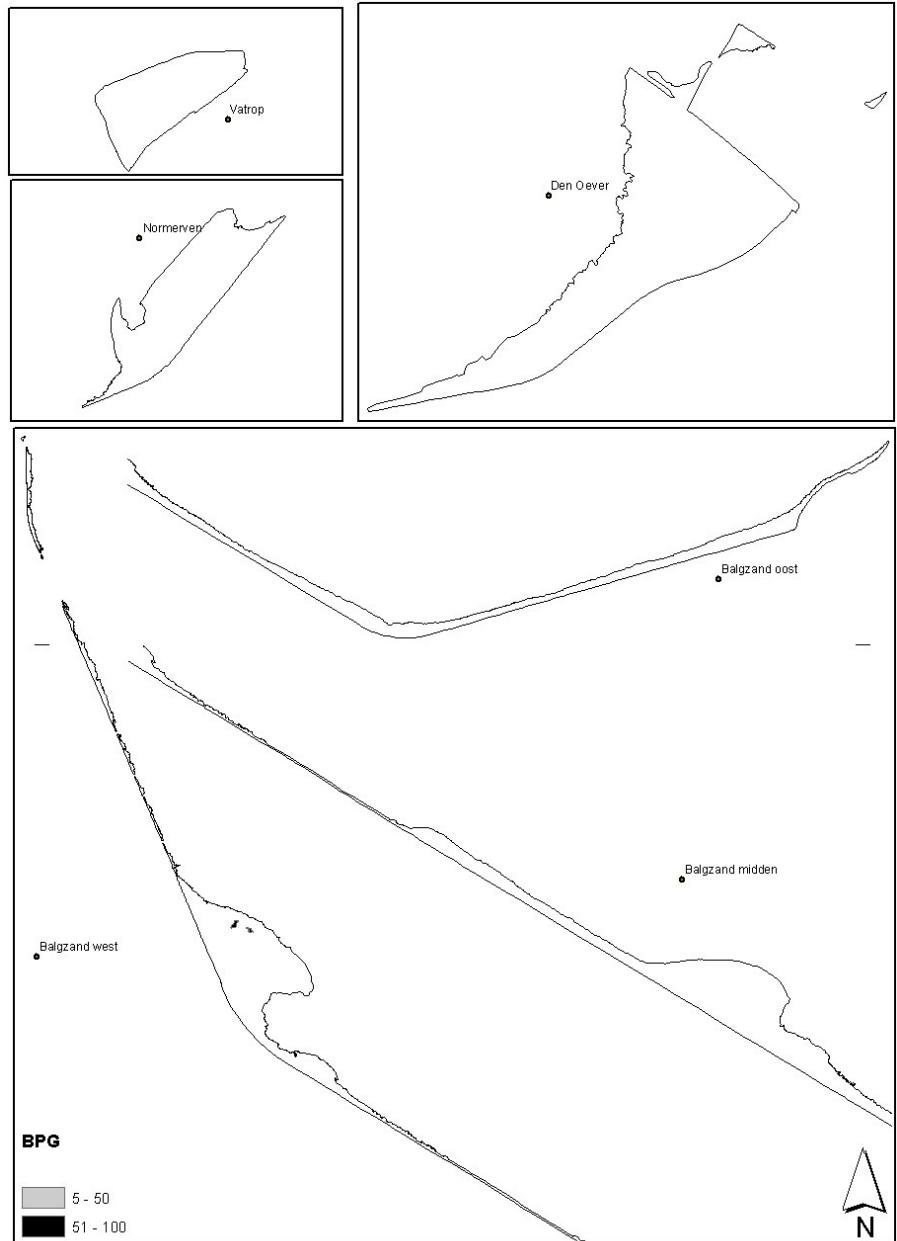 Vatrop
Normerven
Den Oever
Balgzand oost
Balgzand midden
Balgzand west
BPG
5 - 50
51 - 100
N